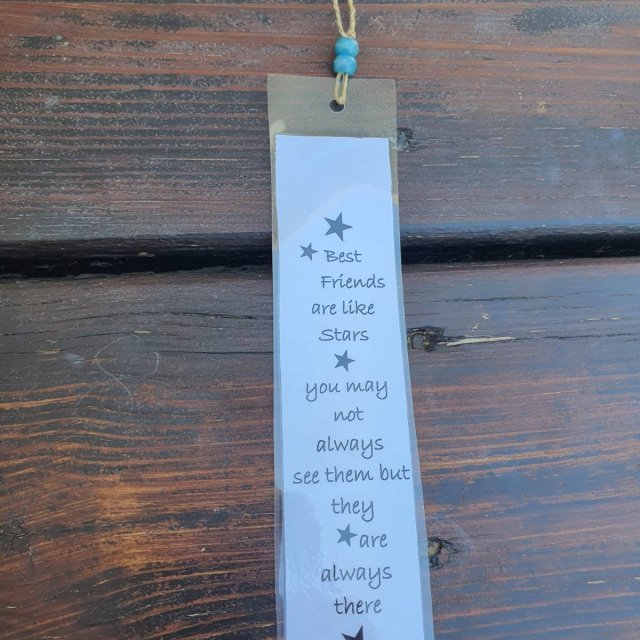 Best
Friends
are like
Stars
you may
not
always
see them but
they
are
always
there